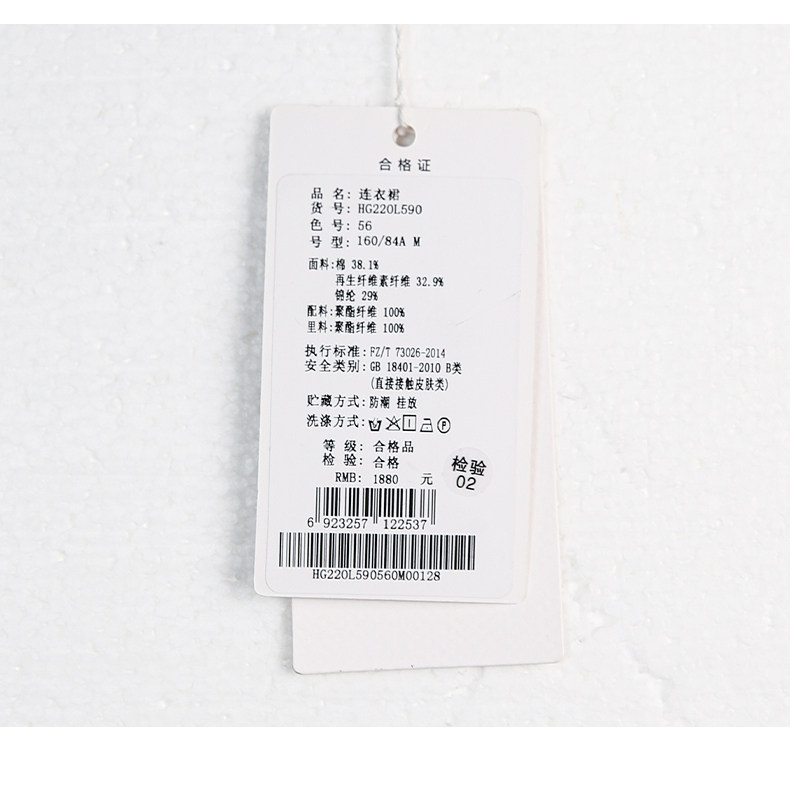 合格证
品 名: 连衣裙
货 号: HG220L590
色 号: 56
号 型: 160/84A M
面料:棉 38.1%
再生纤维素纤维 32.9%
锦纶 29%
配料:聚酯纤维 100%
里料:聚酯纤维 100%
执行标准: FZ/T 73026-2014
安全类别: GB 18401-2010 B类
(直接接触皮肤类)
贮藏方式: 防潮 挂放
洗涤方式:
等 级: 合格品
检 验: 合格
检验
02
RMB: 1880 元
6 923257 122537
HG220L590560M00128